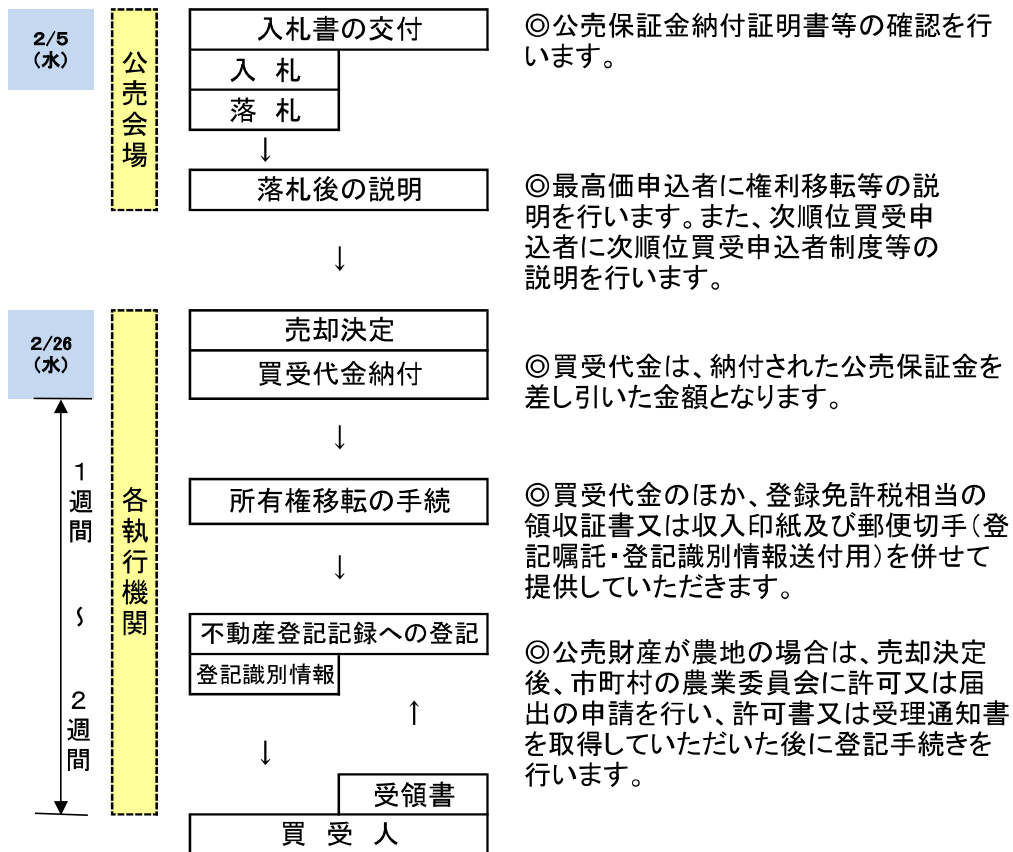 2/5
(水)
公売会場
入札書の交付
入 札
落 札
↓
落札後の説明
↓
◎公売保証金納付証明書等の確認を行
います。
◎最高価申込者に権利移転等の説
明を行います。また、次順位買受申
込者に次順位買受申込者制度等の
説明を行います。
2/26
(水)
1週間 ～ 2週間
各執行機関
売却決定
買受代金納付
↓
所有権移転の手続
↓
不動産登記記録への登記
登記識別情報
↑
↓
受領書
買 受 人
◎買受代金は、納付された公売保証金を
差し引いた金額となります。
◎買受代金のほか、登録免許税相当の
領収証書又は収入印紙及び郵便切手(登
記嘱託・登記識別情報送付用)を併せて
提供していただきます。
◎公売財産が農地の場合は、売却決定
後、市町村の農業委員会に許可又は届
出の申請を行い、許可書又は受理通知書
を取得していただいた後に登記手続きを
行います。